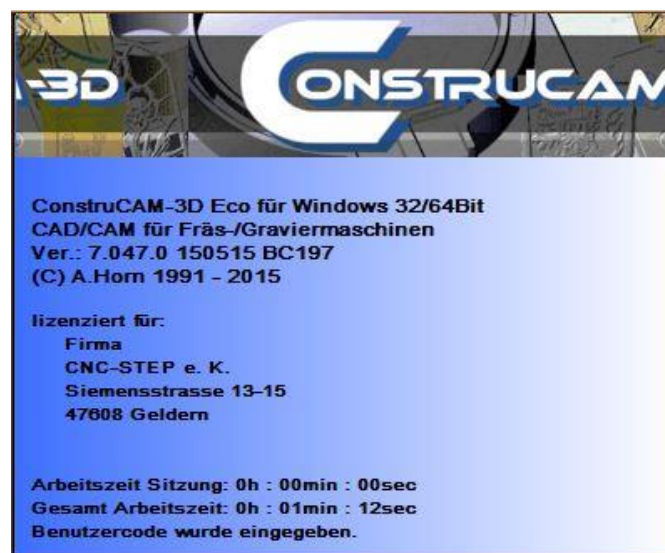 -3D CONSTRUCAM
ConstruCAM-3D Eco für Windows 32/64Bit
CAD/CAM für Fräs-/Graviermaschinen
Ver.: 7.047.0 150515 BC197
(C) A.Horn 1991 - 2015
lizenziert für:
Firma
CNC-STEP e. K.
Siemensstrasse 13-15
47608 Geldern
Arbeitszeit Sitzung: 0h : 00min : 00sec
Gesamt Arbeitszeit: 0h : 01min : 12sec
Benutzercode wurde eingegeben.